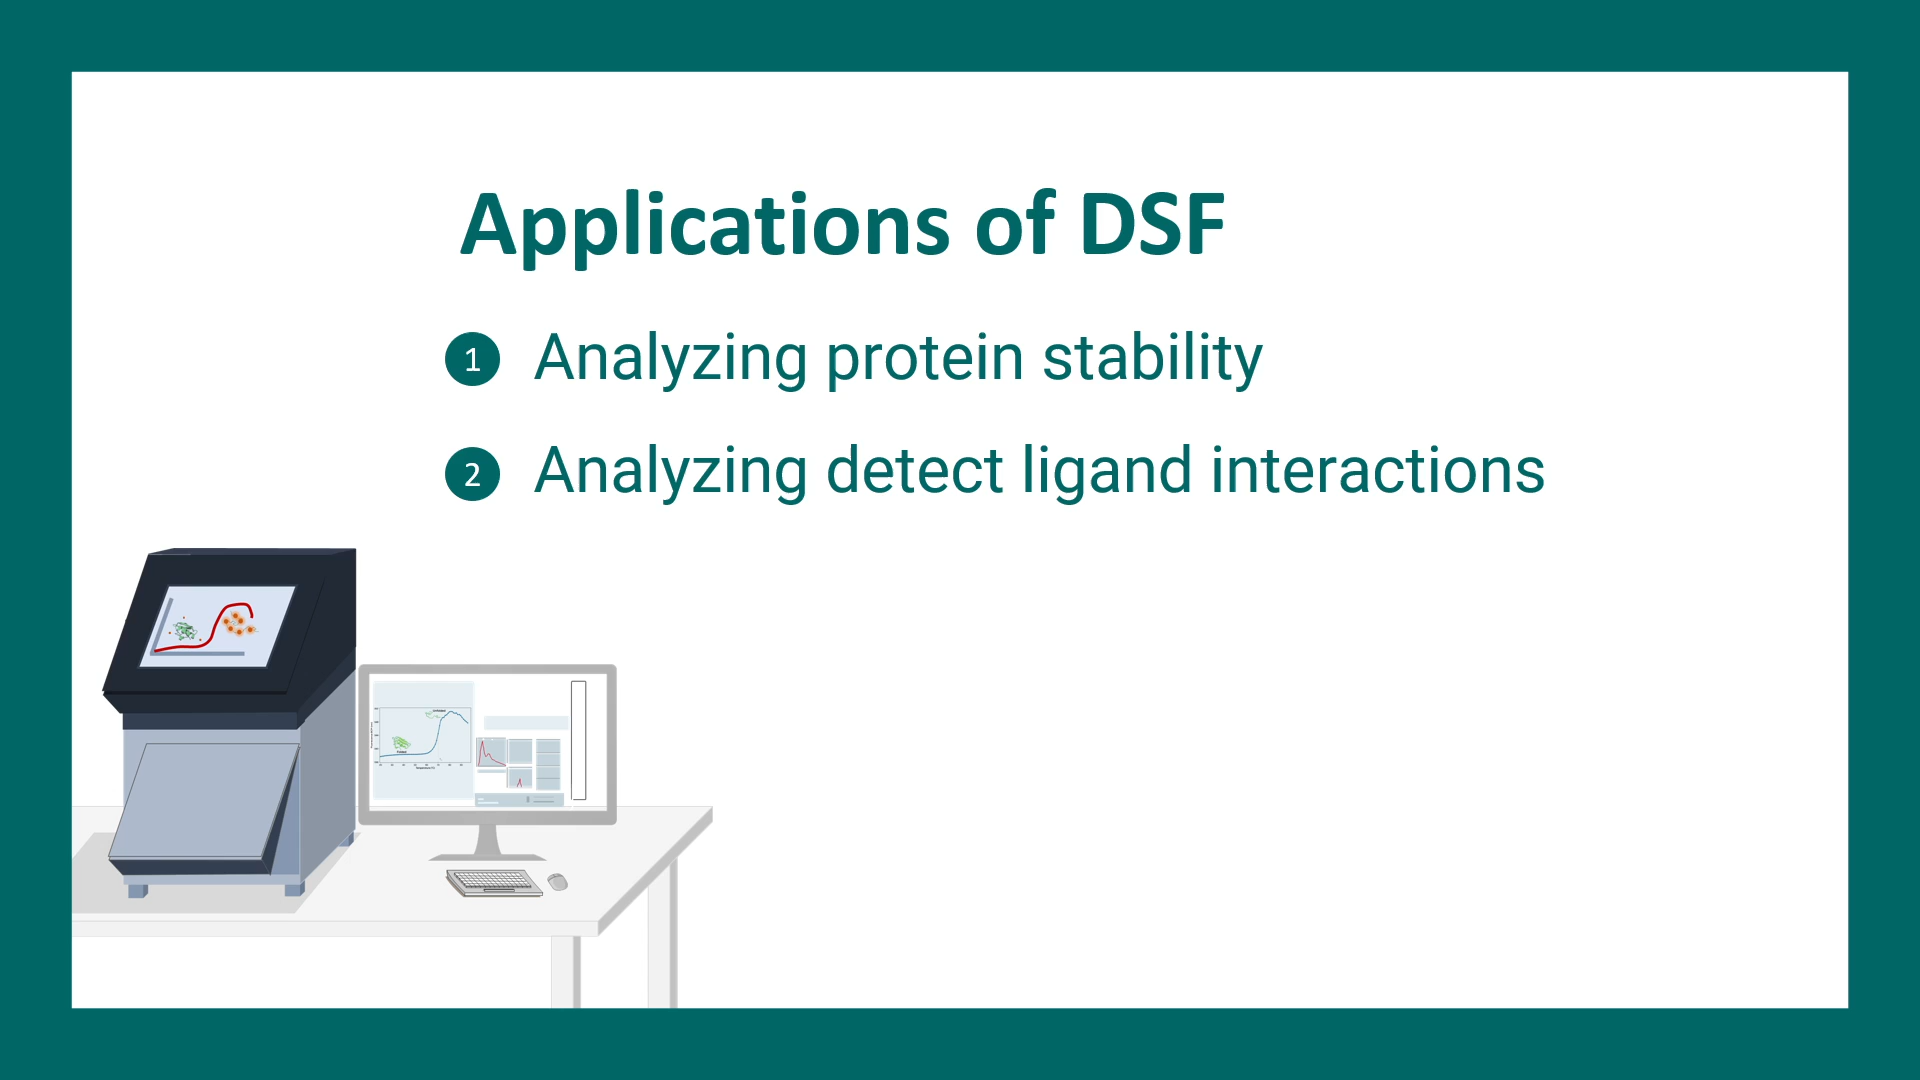 Applications of DSF
1 Analyzing protein stability
2 Analyzing detect ligand interactions